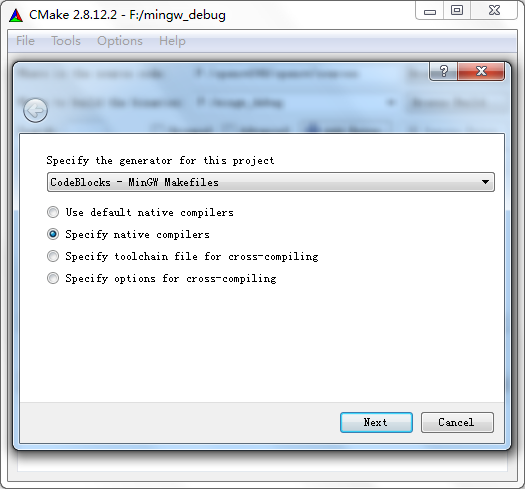 CMake 2.8.12.2 - F:/mingw_debug
File Tools Options Help
Specify the generator for this project
CodeBlocks - MinGW Makefiles
Use default native compilers
Specify native compilers
Specify toolchain file for cross-compiling
Specify options for cross-compiling
Next Cancel